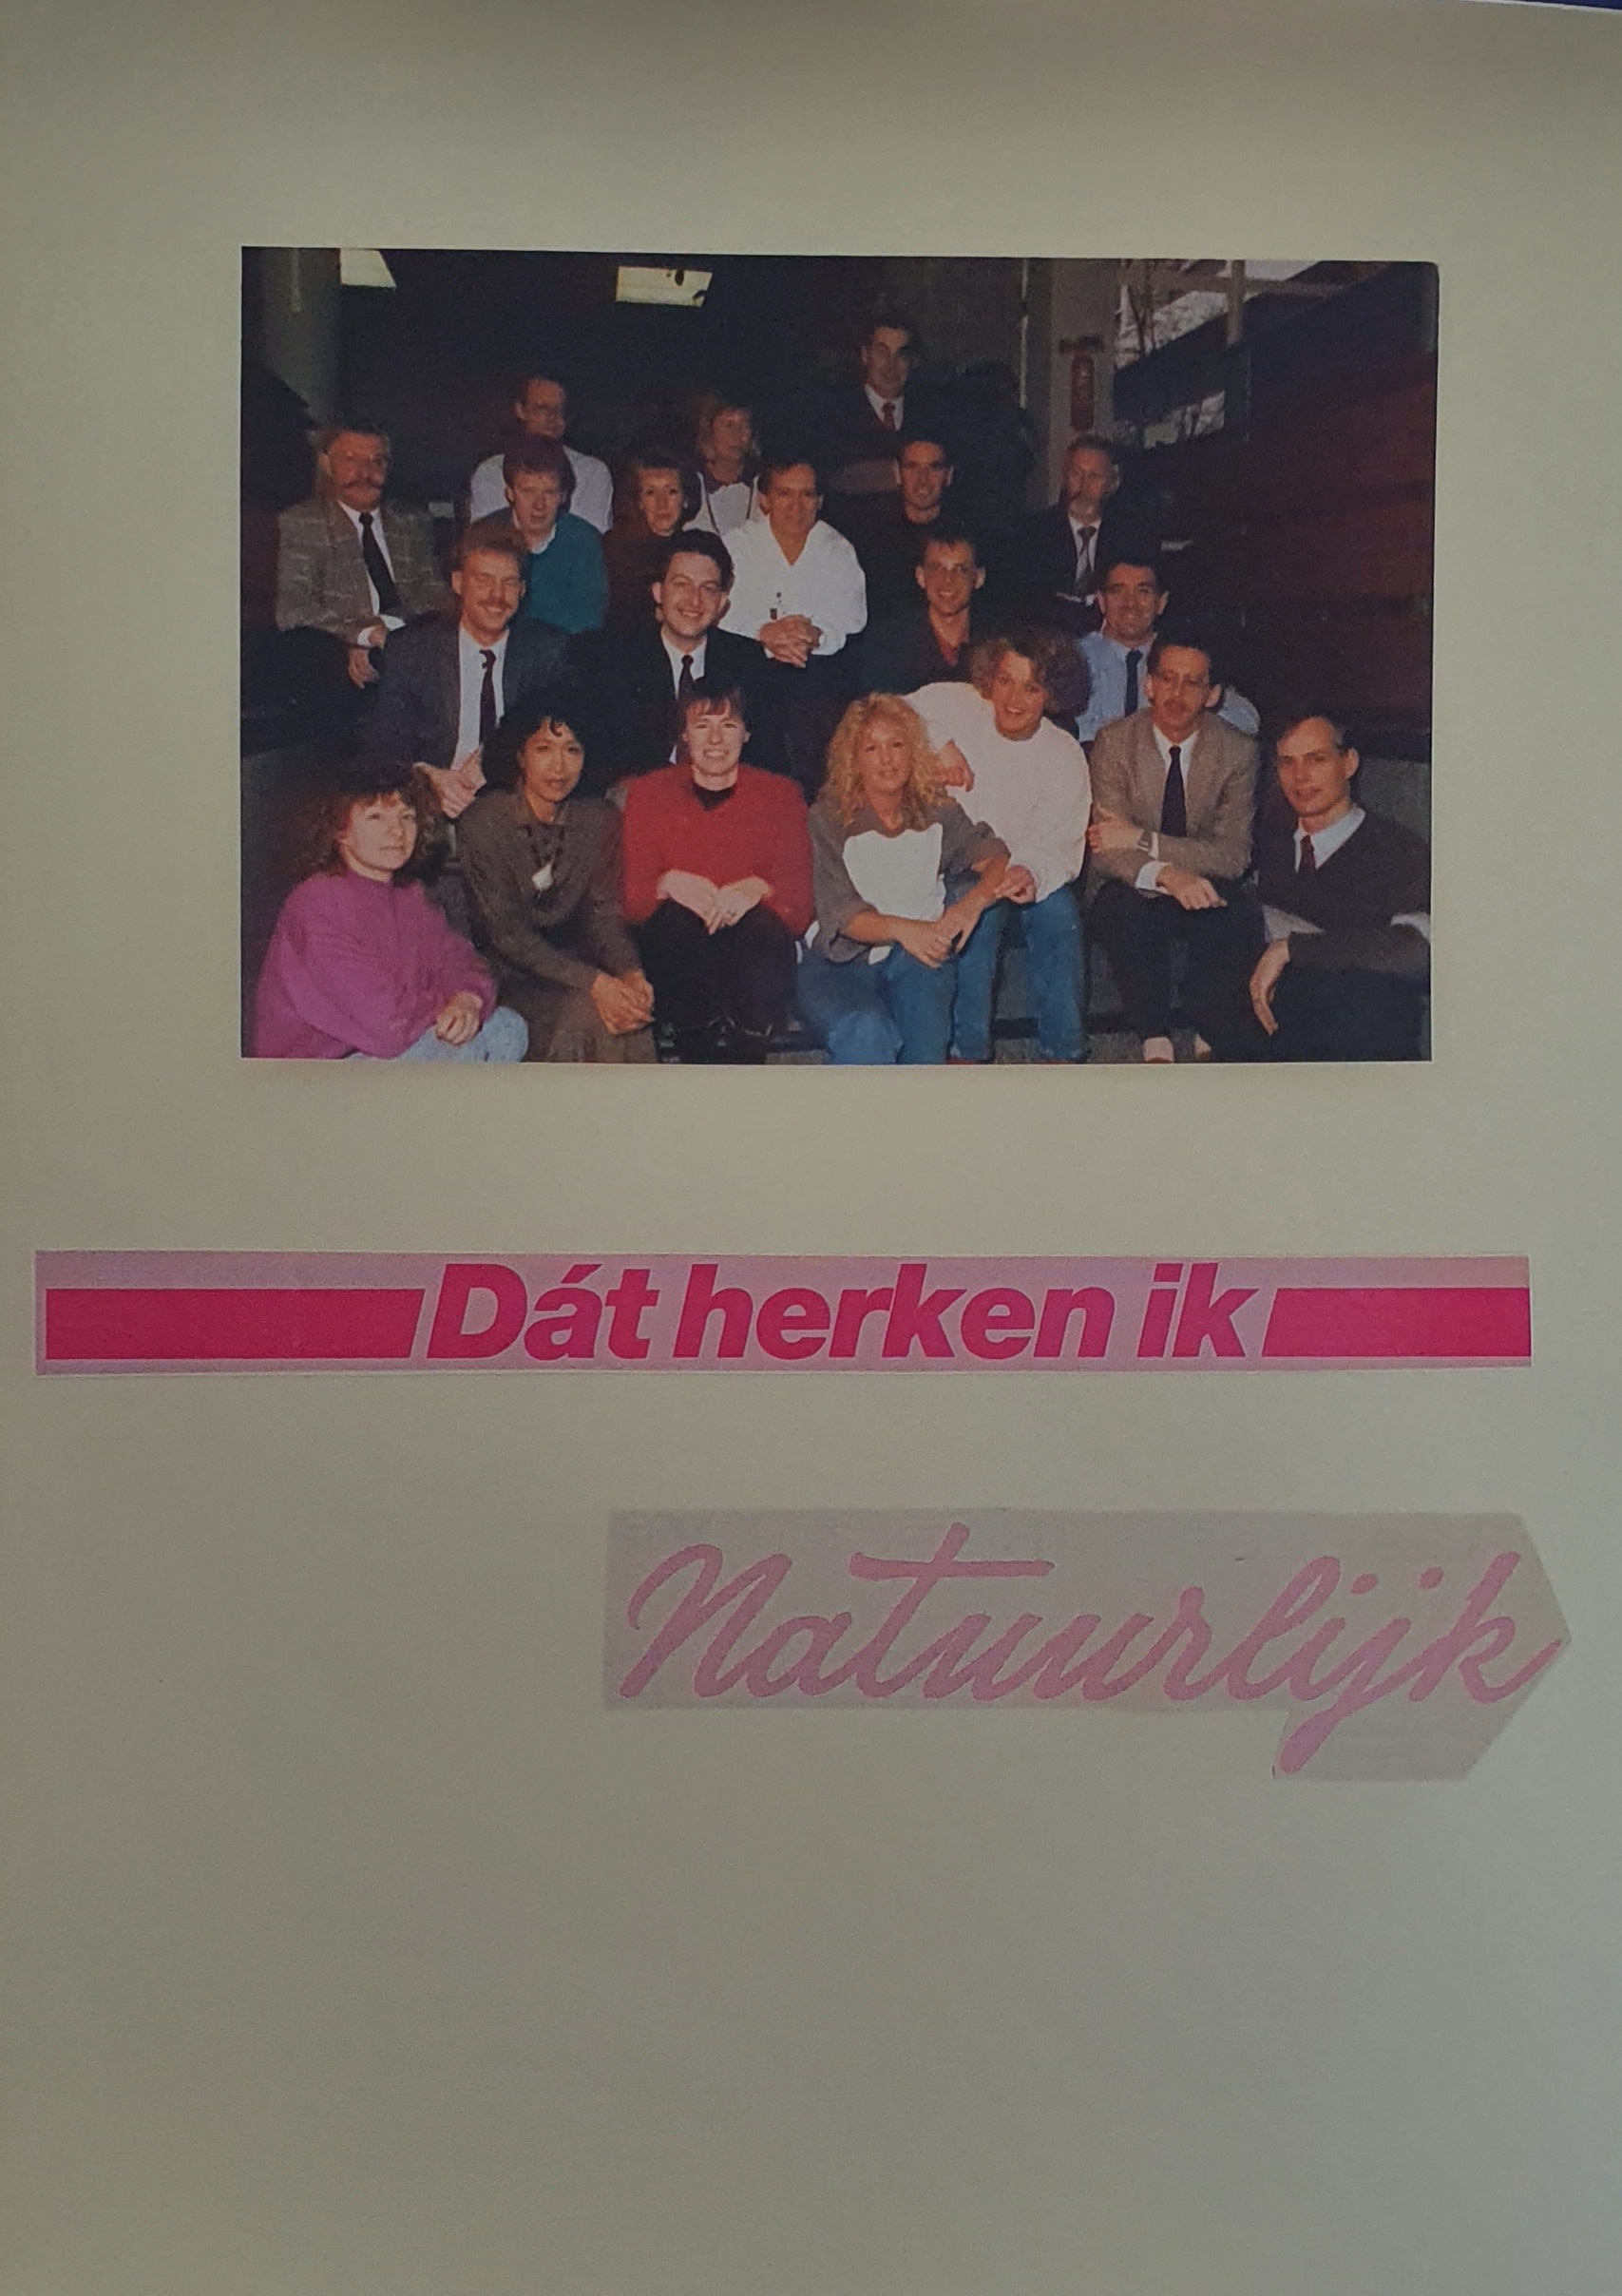 Dát herken ik
Natuurlijk